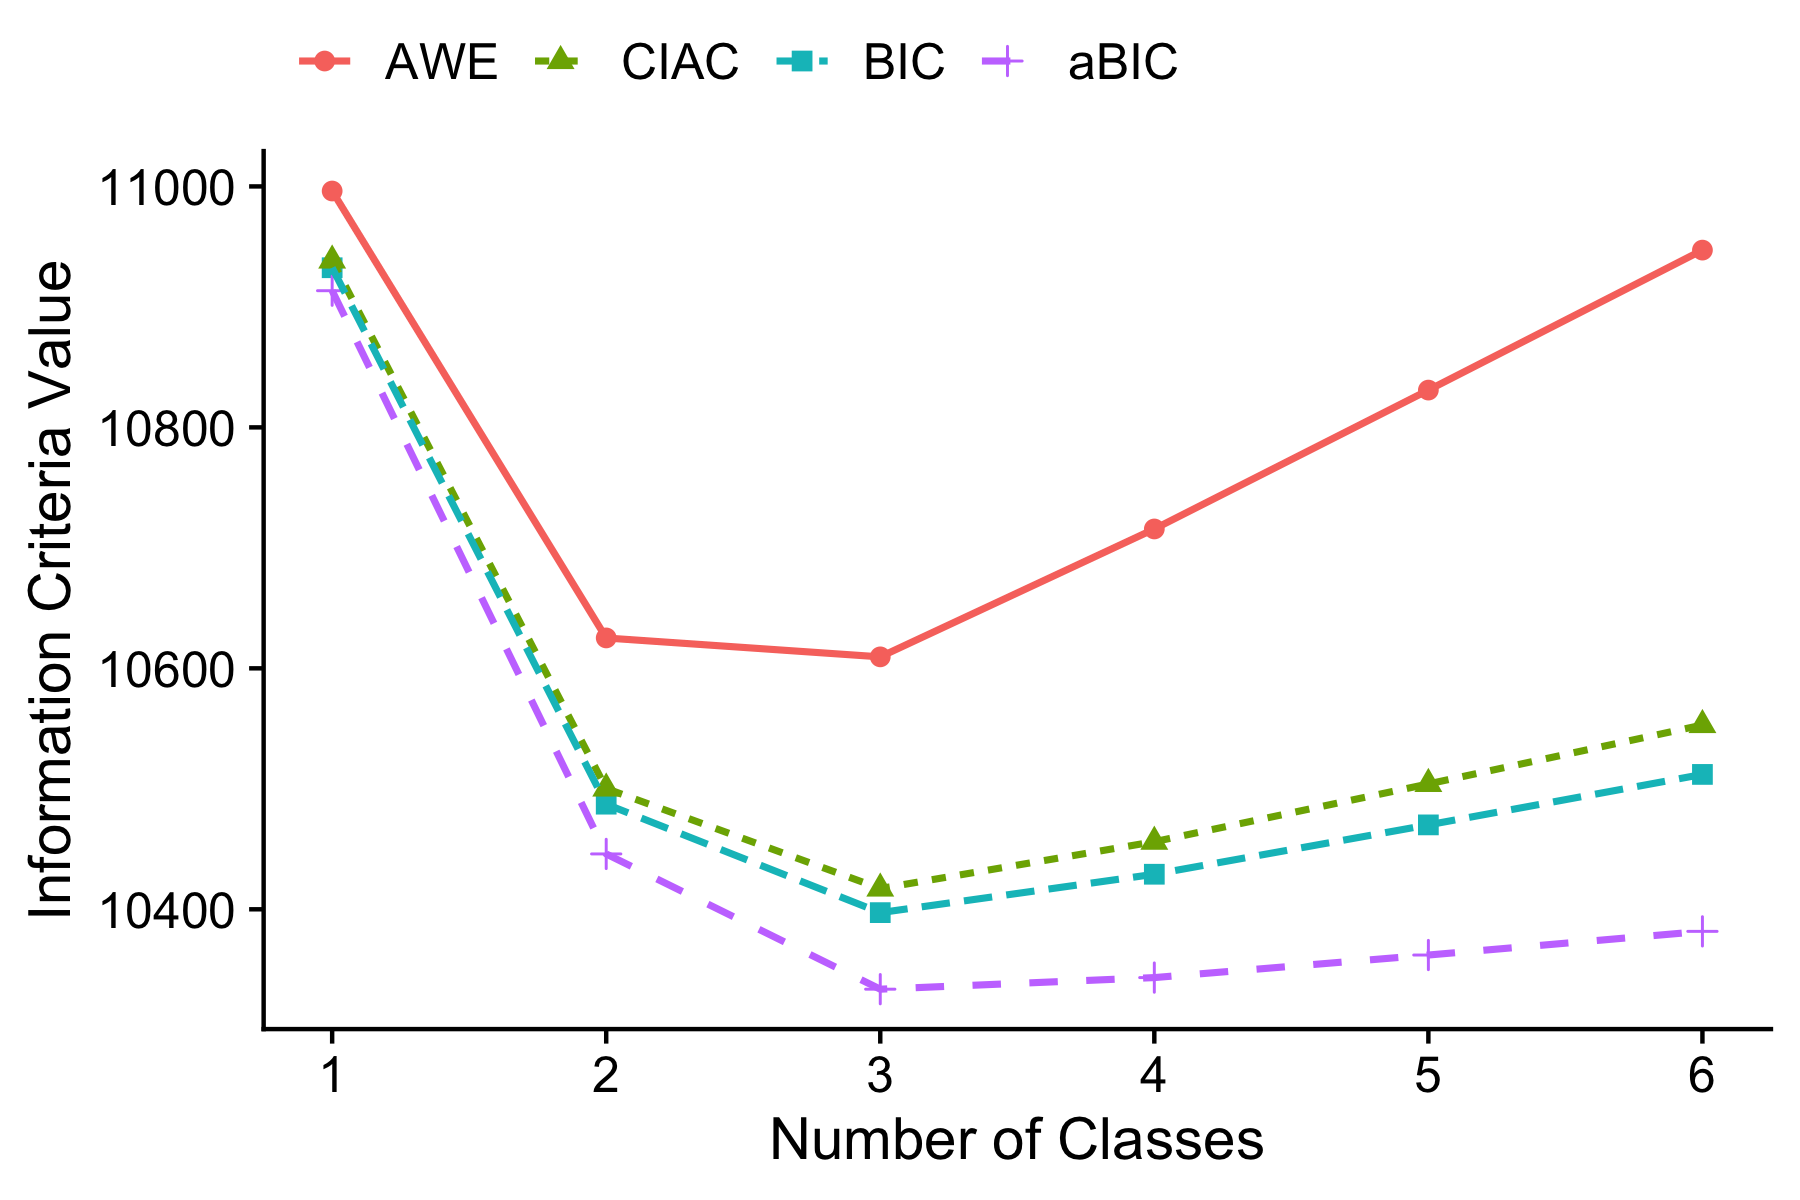 AWE CIAC BIC aBIC
Information Criteria Value
11000
10800
10600
10400
1 2 3 4 5 6
Number of Classes